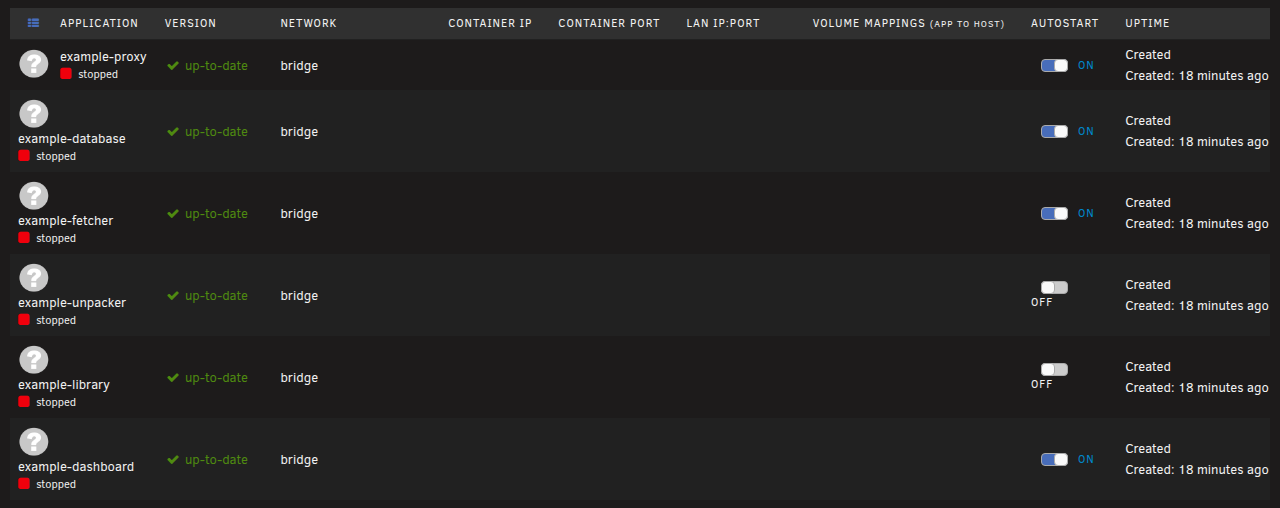 APPLICATION VERSION NETWORK CONTAINER IP CONTAINER PORT LAN IP:PORT VOLUME MAPPINGS (APP TO HOST) AUTOSTART UPTIME
example-proxy
stopped
up-to-date
bridge
ON
Created
Created: 18 minutes ago
example-database
stopped
up-to-date
bridge
ON
Created
Created: 18 minutes ago
example-fetcher
stopped
up-to-date
bridge
ON
Created
Created: 18 minutes ago
example-unpacker
stopped
up-to-date
bridge
OFF
Created
Created: 18 minutes ago
example-library
stopped
up-to-date
bridge
OFF
Created
Created: 18 minutes ago
example-dashboard
stopped
up-to-date
bridge
ON
Created
Created: 18 minutes ago